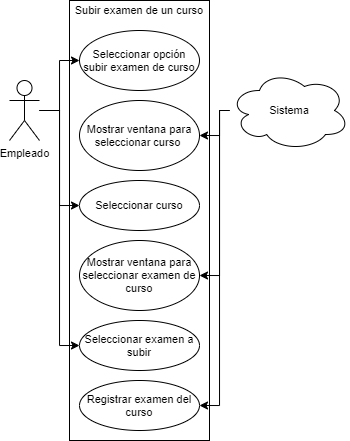 Subir examen de un curso
Seleccionar opción
subir examen de curso
Empleado
Sistema
Mostrar ventana para
seleccionar curso
Seleccionar curso
Mostrar ventana para
seleccionar examen de
curso
Seleccionar examen a
subir
Registrar examen del
curso